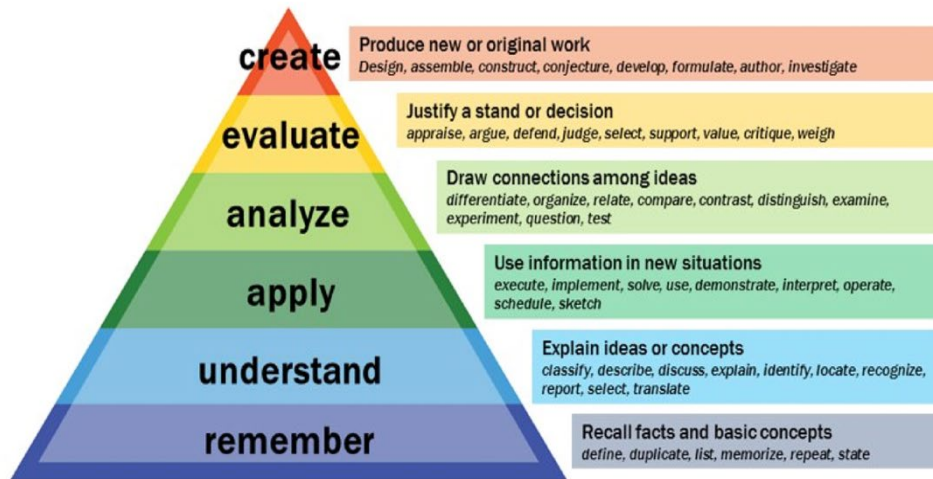 create
Produce new or original work
Design, assemble, construct, conjecture, develop, formulate, author, investigate
evaluate
Justify a stand or decision
appraise, argue, defend, judge, select, support, value, critique, weigh
analyze
Draw connections among ideas
differentiate, organize, relate, compare, contrast, distinguish, examine,
experiment, question, test
apply
Use information in new situations
execute, implement, solve, use, demonstrate, interpret, operate,
schedule, sketch
understand
Explain ideas or concepts
classify, describe, discuss, explain, identify, locate, recognize,
report, select, translate
remember
Recall facts and basic concepts
define, duplicate, list, memorize, repeat, state